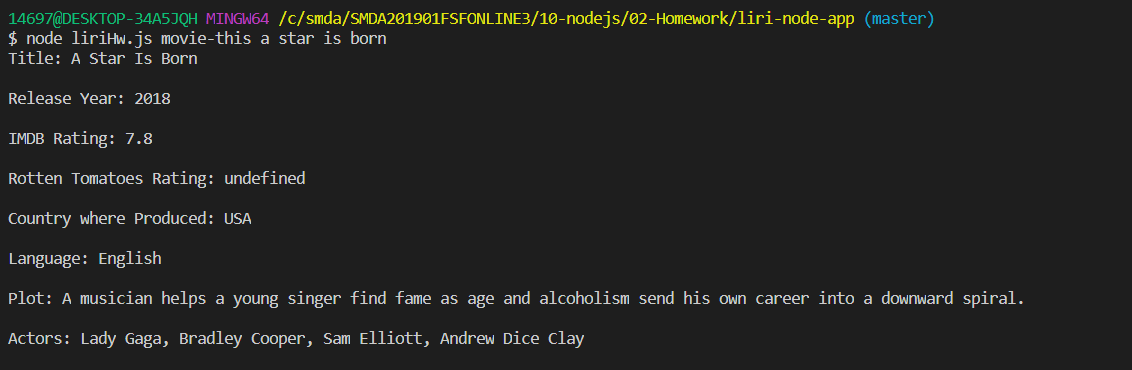 14697@DESKTOP-34A5JQH MINGW64 /c/smda/SMDA201901FSFONLINE3/10-nodejs/02-Homework/liri-node-app (master)
$ node liriHw.js movie-this a star is born
Title: A Star Is Born
Release Year: 2018
IMDB Rating: 7.8
Rotten Tomatoes Rating: undefined
Country where Produced: USA
Language: English
Plot: A musician helps a young singer find fame as age and alcoholism send his own career into a downward spiral.
Actors: Lady Gaga, Bradley Cooper, Sam Elliott, Andrew Dice Clay